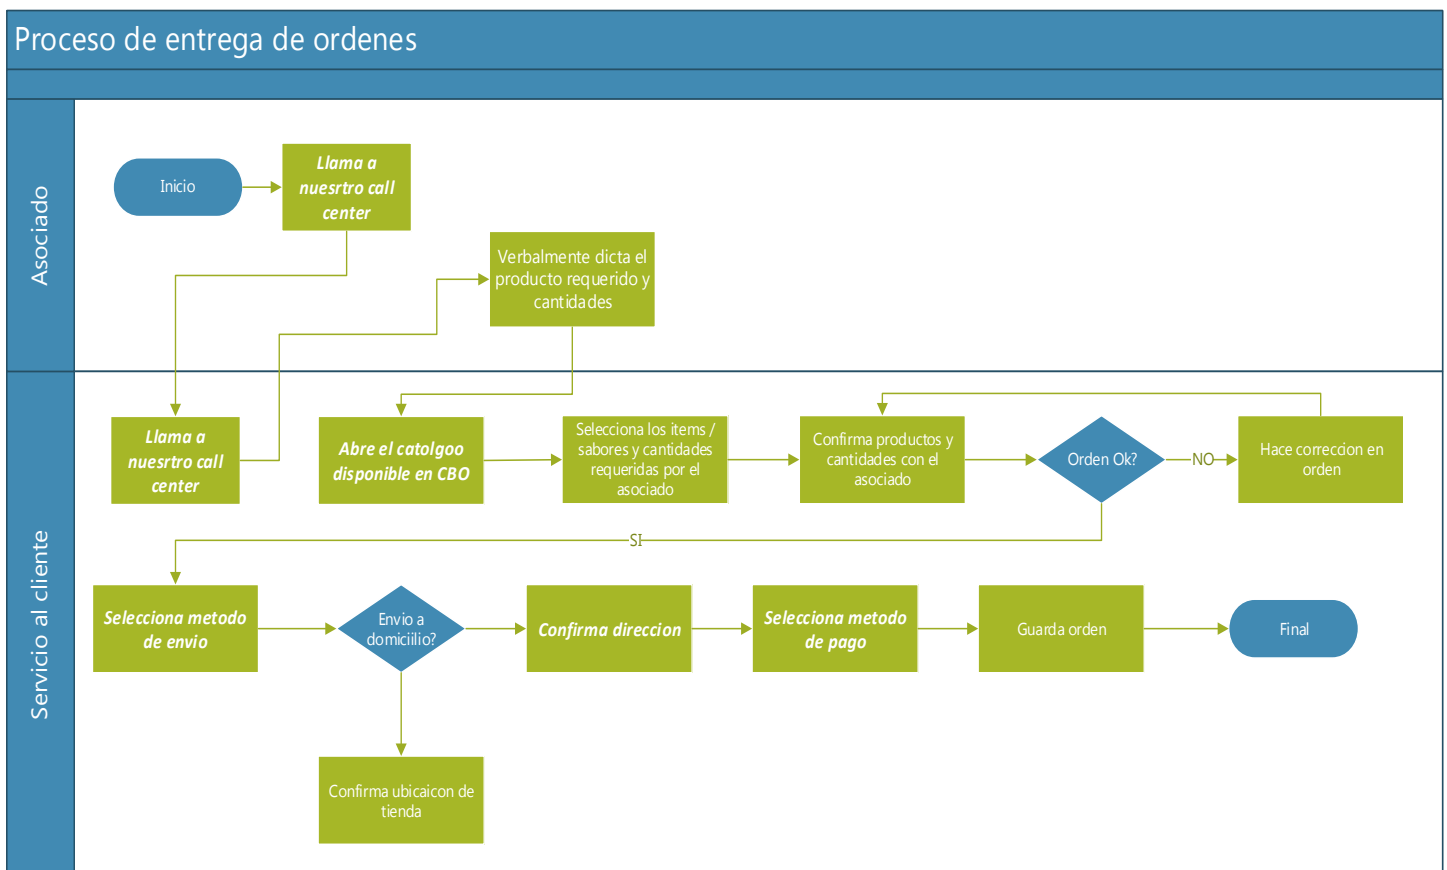 Proceso de entrega de ordenes
Asociado
Inicio
Llama a
nuesrtro call
center
Verbalmente dicta el
producto requerido y
cantidades
Servicio al cliente
Llama a
nuesrtro call
center
Abre el catolgoo
disponible en CBO
Selecciona los items /
sabores y cantidades
requeridas por el
asociado
Confirma productos y
cantidades con el
asociado
Orden Ok?
NO
Hace correccion en
orden
SI
Selecciona metodo
de envio
Envio a
domiciilio?
Confirma direccion
Selecciona metodo
de pago
Guarda orden
Final
Confirma ubicaicon de
tienda